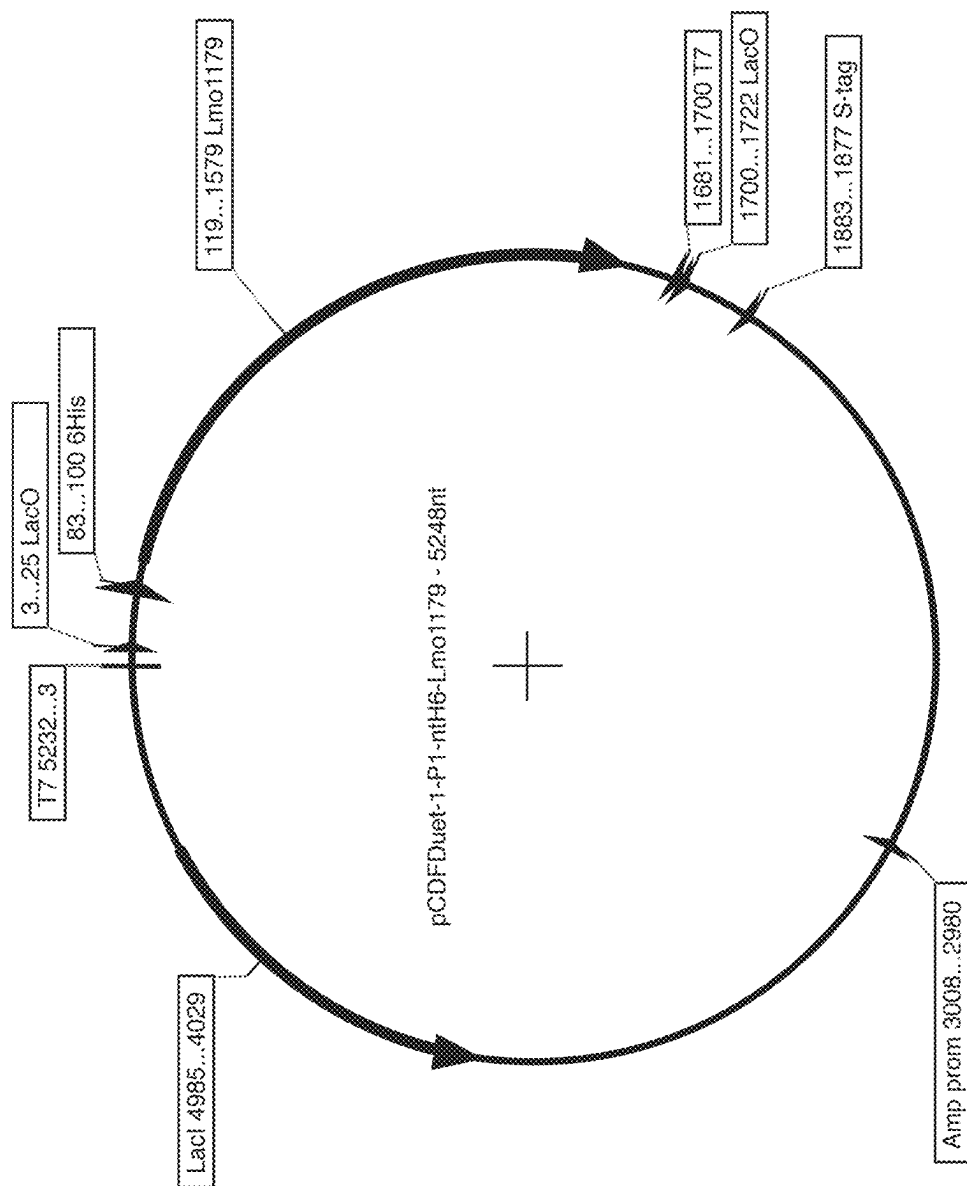 T7 5232...3
3...25 LacO
83...100 6His
119...1579 Lmo1179
1681...1700 T7
1700...1722 LacO
1883...1877 S-tag
Amp prom 3008...2980
LacI 4985...4029
pCDFDuet-1-P1-ntH6-Lmo1179 - 5248nt